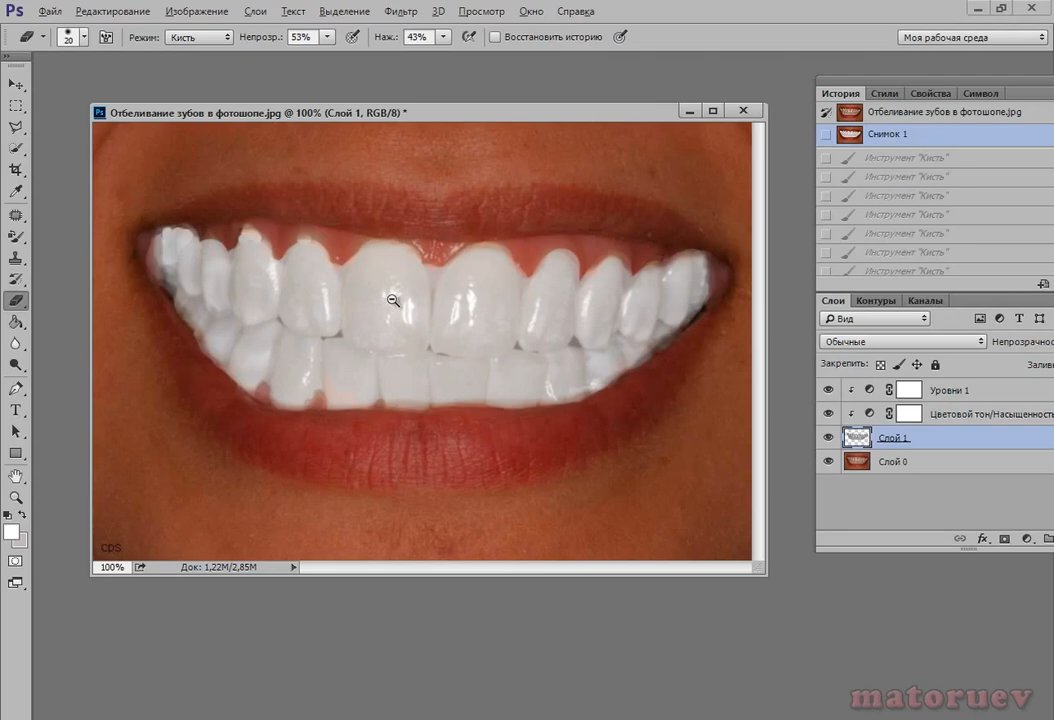 Ps Файл Редактирование Изображение Слои Текст Выделение Фильтр 3D Просмотр Окно Справка
20 Режим: Кисть Непрозр.: 53% Наж.: 43% Восстановить историю Моя рабочая среда
Отбеливание зубов в фотошопе.jpg @ 100% (Слой 1, RGB/8) *
CDS
100% Док: 1,22M/2,85M
История Стили Свойства Символ
Отбеливание зубов в фотошопе.jpg
Снимок 1
Инструмент "Кисть"
Инструмент "Кисть"
Инструмент "Кисть"
Инструмент "Кисть"
Инструмент "Кисть"
Инструмент "Кисть"
Инструмент "Кисть"
Слои Контуры Каналы
Вид
Обычные Непрозрачн
Закрепить: Залив
Уровни 1
Цветовой тон/Насыщенность
Слой 1
Слой 0
fx
matoruev